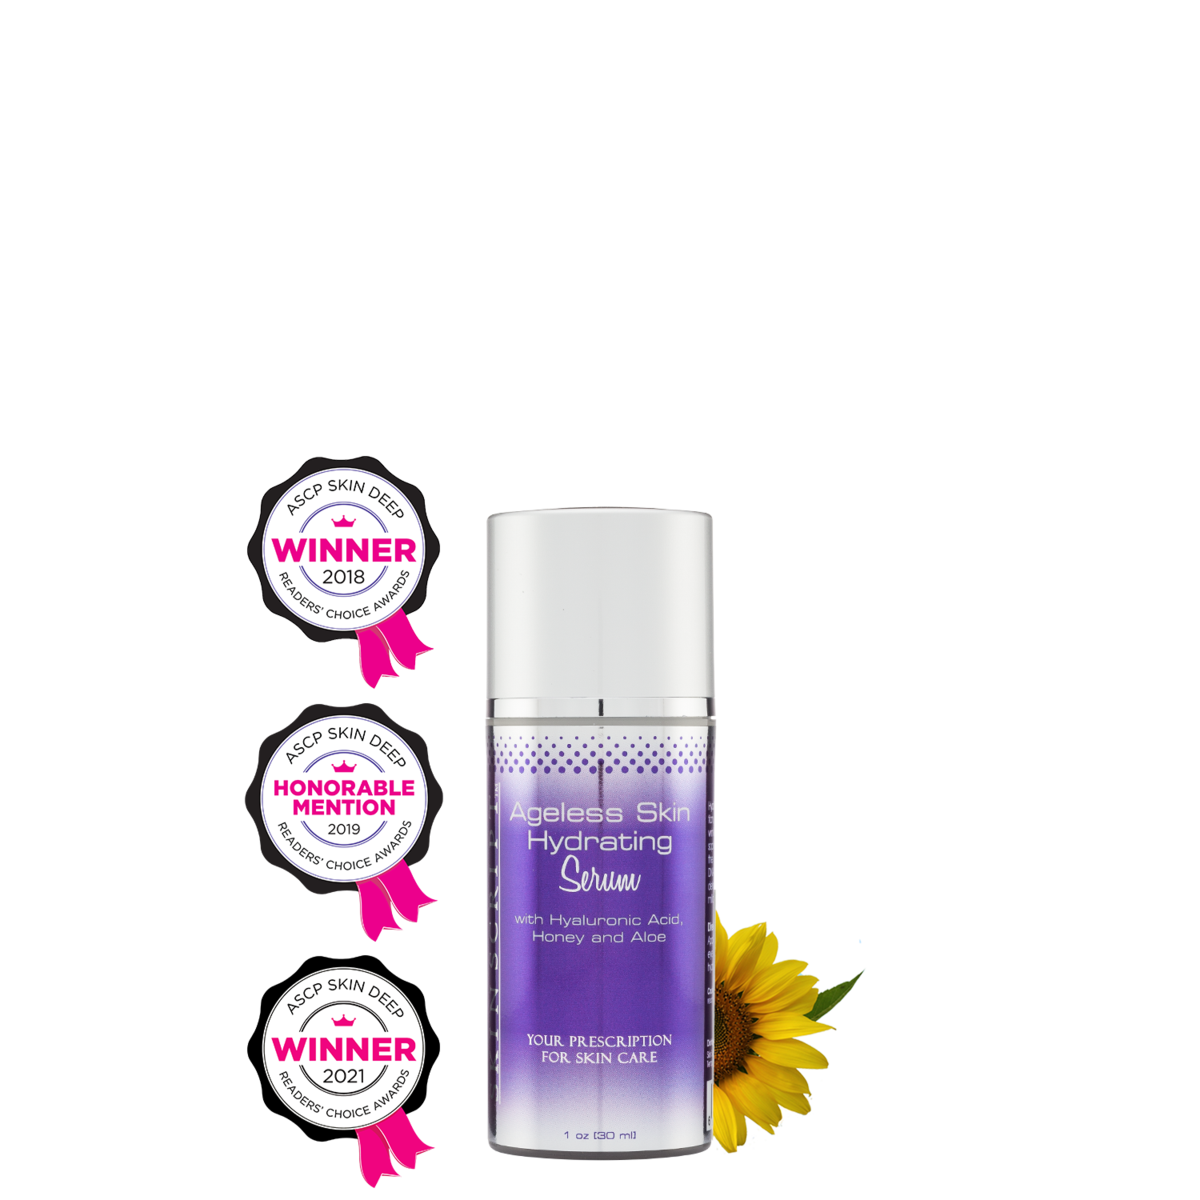 ASCP SKIN DEEP
WINNER
2018
READERS' CHOICE AWARDS
ASCP SKIN DEEP
HONORABLE
MENTION
2019
READERS' CHOICE AWARDS
ASCP SKIN DEEP
WINNER
2021
READERS' CHOICE AWARDS
SKIN SCRIPT
Ageless Skin
Hydrating
Serum
with Hyaluronic Acid,
Honey and Aloe
YOUR PRESCRIPTION
FOR SKIN CARE
1 oz (30 ml)